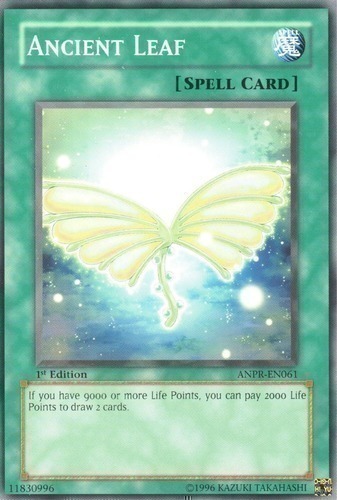 ANCIENT LEAF
魔
[SPELL CARD]
1st Edition
ANPR-EN061
If you have 9000 or more Life Points, you can pay 2000 Life
Points to draw 2 cards.
11830996
©1996 KAZUKI TAKAHASHI